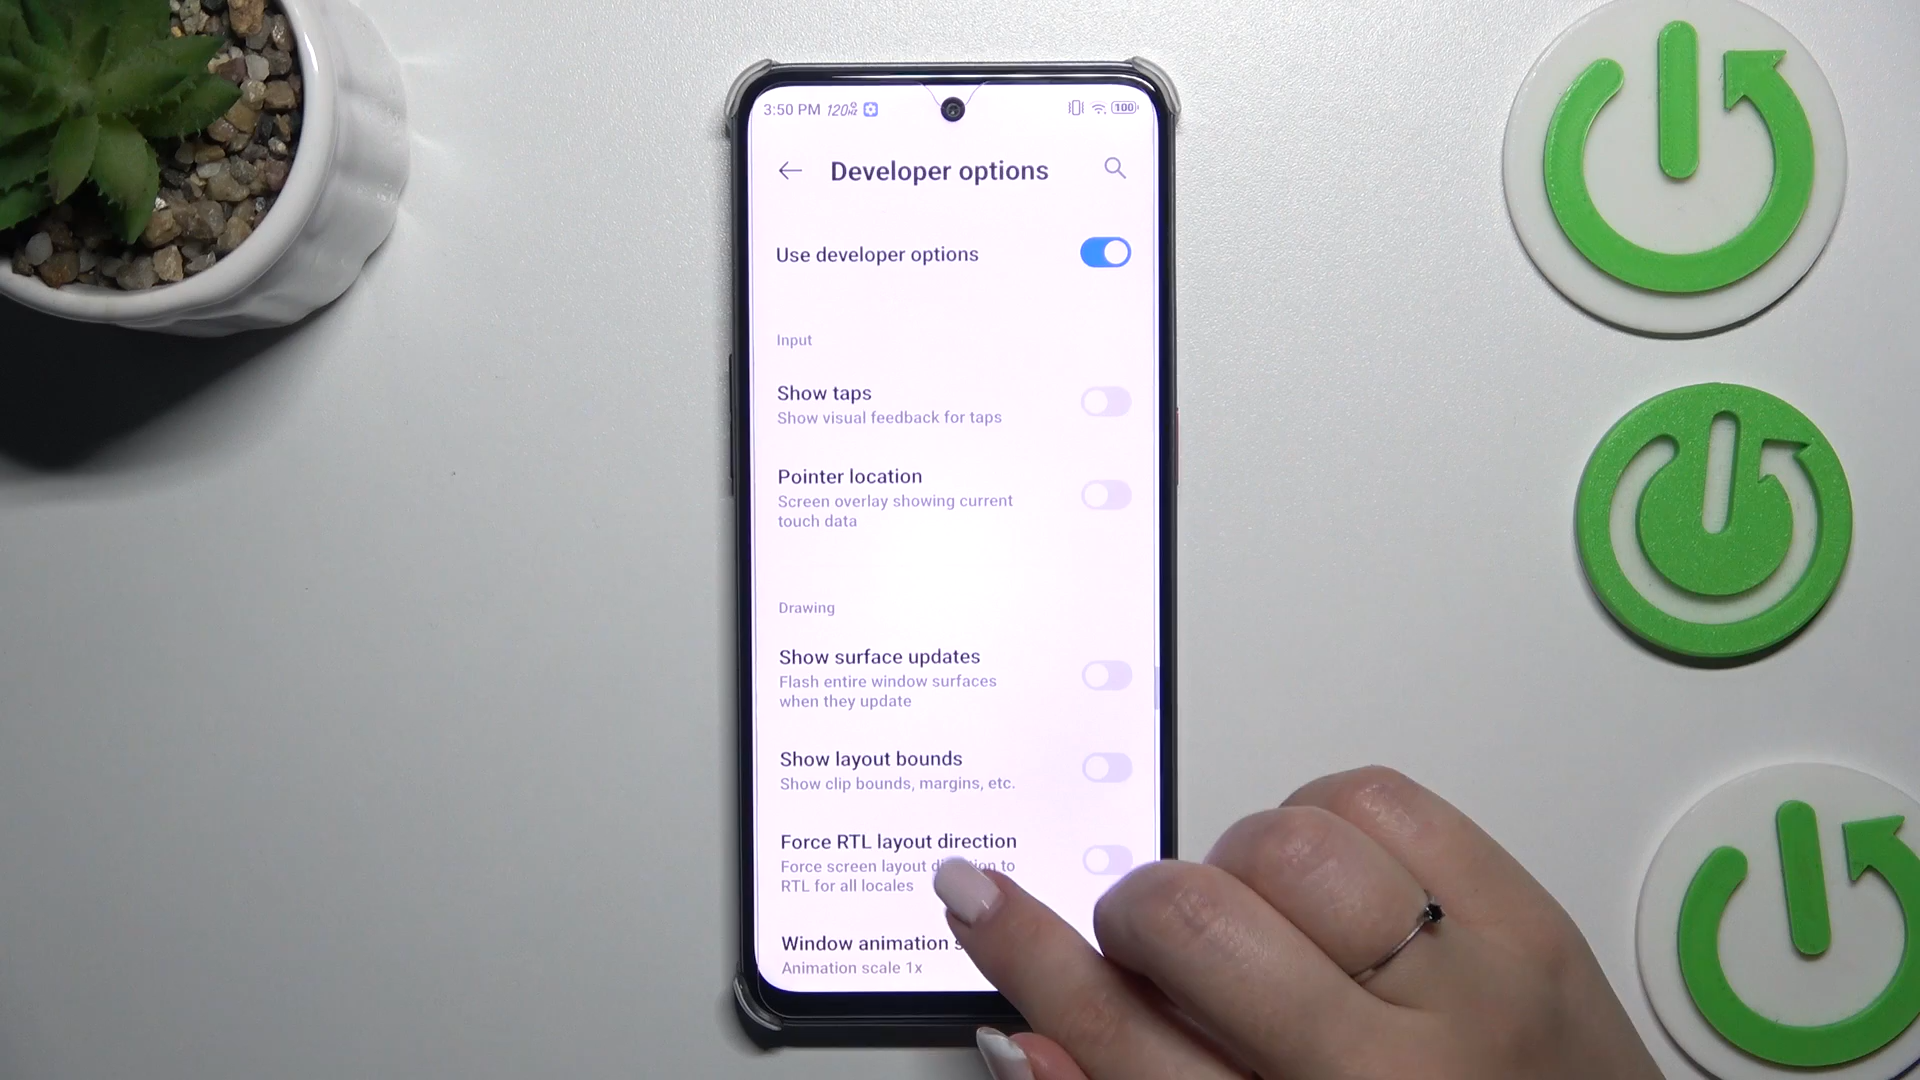 3:50 PM 120Hz 100
Developer options
Use developer options
Input
Show taps
Show visual feedback for taps
Pointer location
Screen overlay showing current
touch data
Drawing
Show surface updates
Flash entire window surfaces
when they update
Show layout bounds
Show clip bounds, margins, etc.
Force RTL layout direction
Force screen layout direction to
RTL for all locales
Window animation
Animation scale 1x